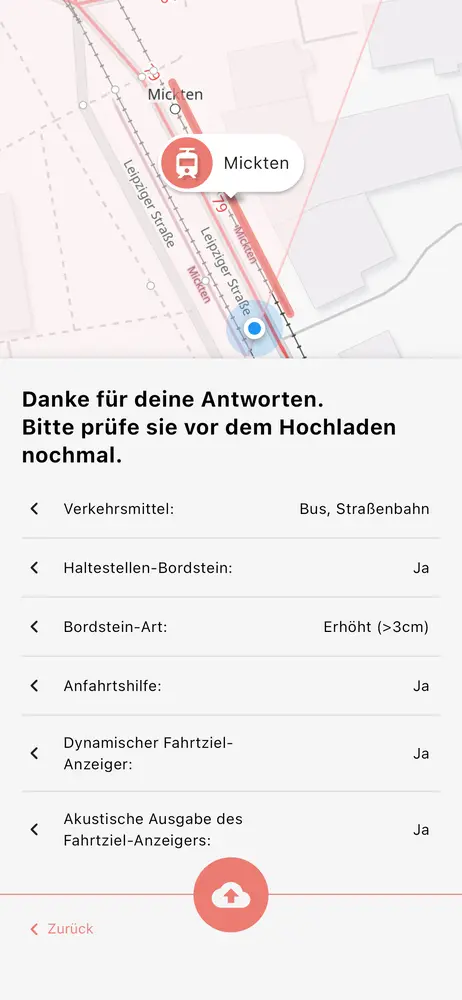 79
Mickten
Mickten
79
Leipziger Straße
Leipziger Straße
Mickten
Mickten
Danke für deine Antworten.
Bitte prüfe sie vor dem Hochladen
nochmal.
Verkehrsmittel: Bus, Straßenbahn
Haltestellen-Bordstein: Ja
Bordstein-Art: Erhöht (>3cm)
Anfahrtshilfe: Ja
Dynamischer Fahrtziel-
Anzeiger: Ja
Akustische Ausgabe des
Fahrtziel-Anzeigers: Ja
Zurück